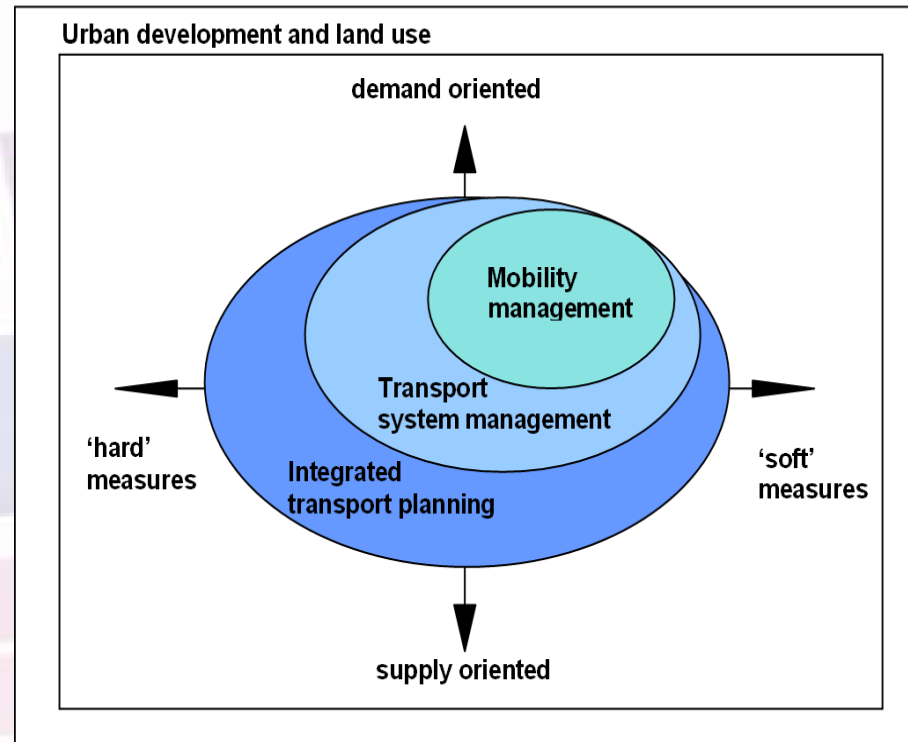 Urban development and land use
demand oriented
Mobility
management
Transport
system management
‘hard’
measures
Integrated
transport planning
‘soft’
measures
supply oriented